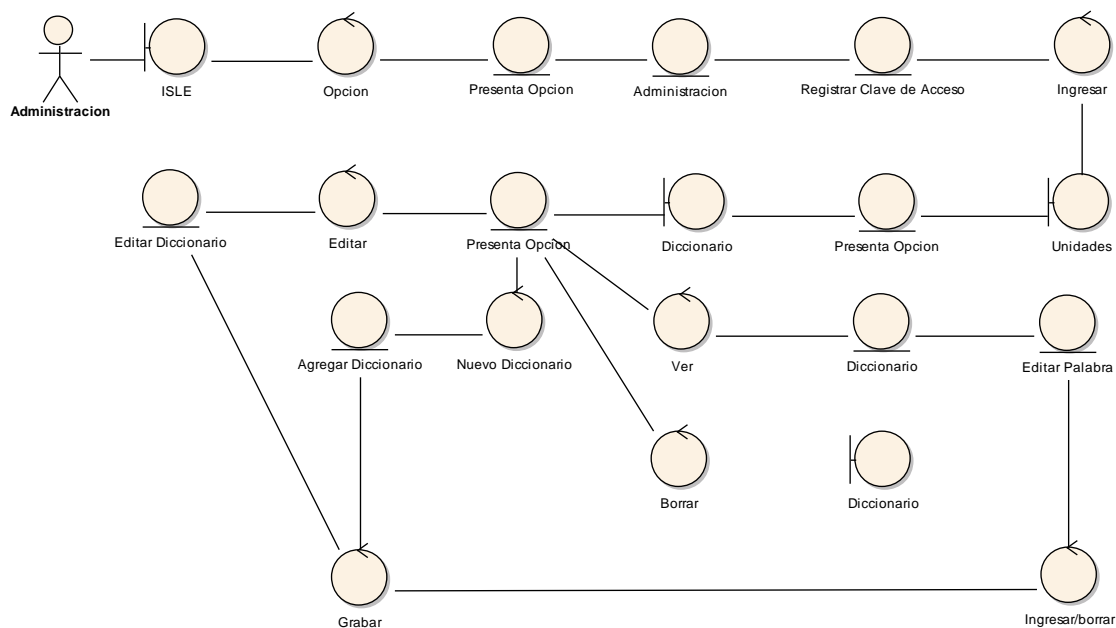 Administracion
ISLE
Opcion
Presenta Opcion
Administracion
Registrar Clave de Acceso
Ingresar
Editar Diccionario
Editar
Presenta Opcion
Diccionario
Presenta Opcion
Unidades
Agregar Diccionario
Nuevo Diccionario
Ver
Diccionario
Editar Palabra
Borrar
Diccionario
Grabar
Ingresar/borrar